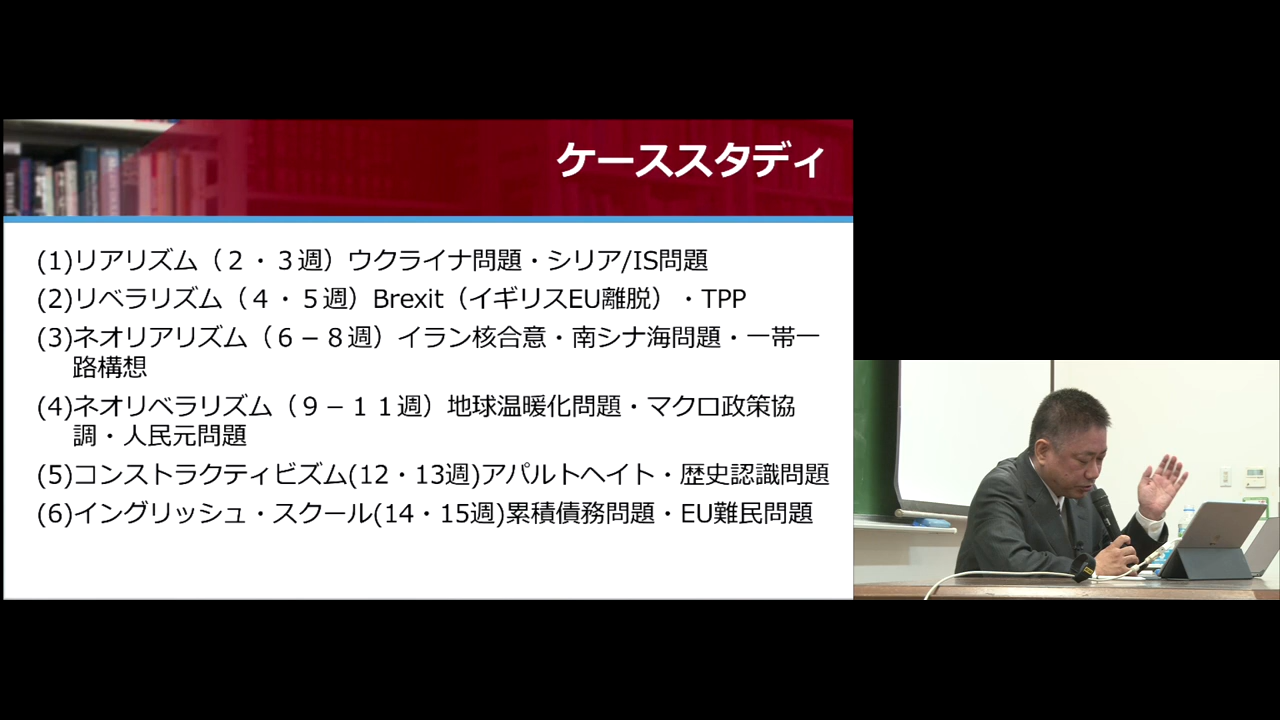 ケーススタディ
(1)リアリズム（２・３週）ウクライナ問題・シリア/IS問題
(2)リベラリズム（４・５週）Brexit（イギリスEU離脱）・TPP
(3)ネオリアリズム（６－８週）イラン核合意・南シナ海問題・一帯一
路構想
(4)ネオリベラリズム（９－１１週）地球温暖化問題・マクロ政策協
調・人民元問題
(5)コンストラクティビズム(12・13週)アパルトヘイト・歴史認識問題
(6)イングリッシュ・スクール(14・15週)累積債務問題・EU難民問題